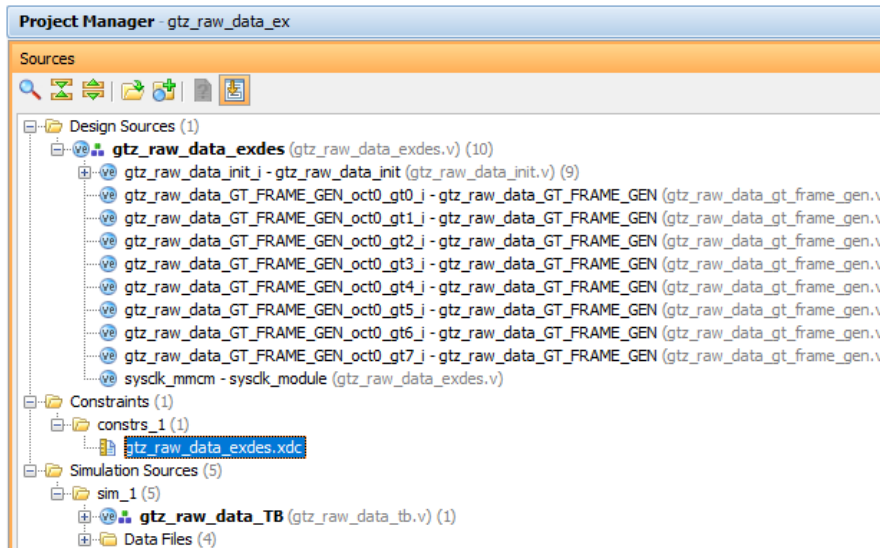 Project Manager - gtz_raw_data_ex
Sources
Design Sources (1)
gtz_raw_data_exdes (gtz_raw_data_exdes.v) (10)
gtz_raw_data_init_i - gtz_raw_data_init (gtz_raw_data_init.v) (9)
gtz_raw_data_GT_FRAME_GEN_oct0_gt0_i - gtz_raw_data_GT_FRAME_GEN (gtz_raw_data_gt_frame_gen.v
gtz_raw_data_GT_FRAME_GEN_oct0_gt1_i - gtz_raw_data_GT_FRAME_GEN (gtz_raw_data_gt_frame_gen.v
gtz_raw_data_GT_FRAME_GEN_oct0_gt2_i - gtz_raw_data_GT_FRAME_GEN (gtz_raw_data_gt_frame_gen.v
gtz_raw_data_GT_FRAME_GEN_oct0_gt3_i - gtz_raw_data_GT_FRAME_GEN (gtz_raw_data_gt_frame_gen.v
gtz_raw_data_GT_FRAME_GEN_oct0_gt4_i - gtz_raw_data_GT_FRAME_GEN (gtz_raw_data_gt_frame_gen.v
gtz_raw_data_GT_FRAME_GEN_oct0_gt5_i - gtz_raw_data_GT_FRAME_GEN (gtz_raw_data_gt_frame_gen.v
gtz_raw_data_GT_FRAME_GEN_oct0_gt6_i - gtz_raw_data_GT_FRAME_GEN (gtz_raw_data_gt_frame_gen.v
gtz_raw_data_GT_FRAME_GEN_oct0_gt7_i - gtz_raw_data_GT_FRAME_GEN (gtz_raw_data_gt_frame_gen.v
sysclk_mmcm - sysclk_module (gtz_raw_data_exdes.v)
Constraints (1)
constrs_1 (1)
gtz_raw_data_exdes.xdc
Simulation Sources (5)
sim_1 (5)
gtz_raw_data_TB (gtz_raw_data_tb.v) (1)
Data Files (4)